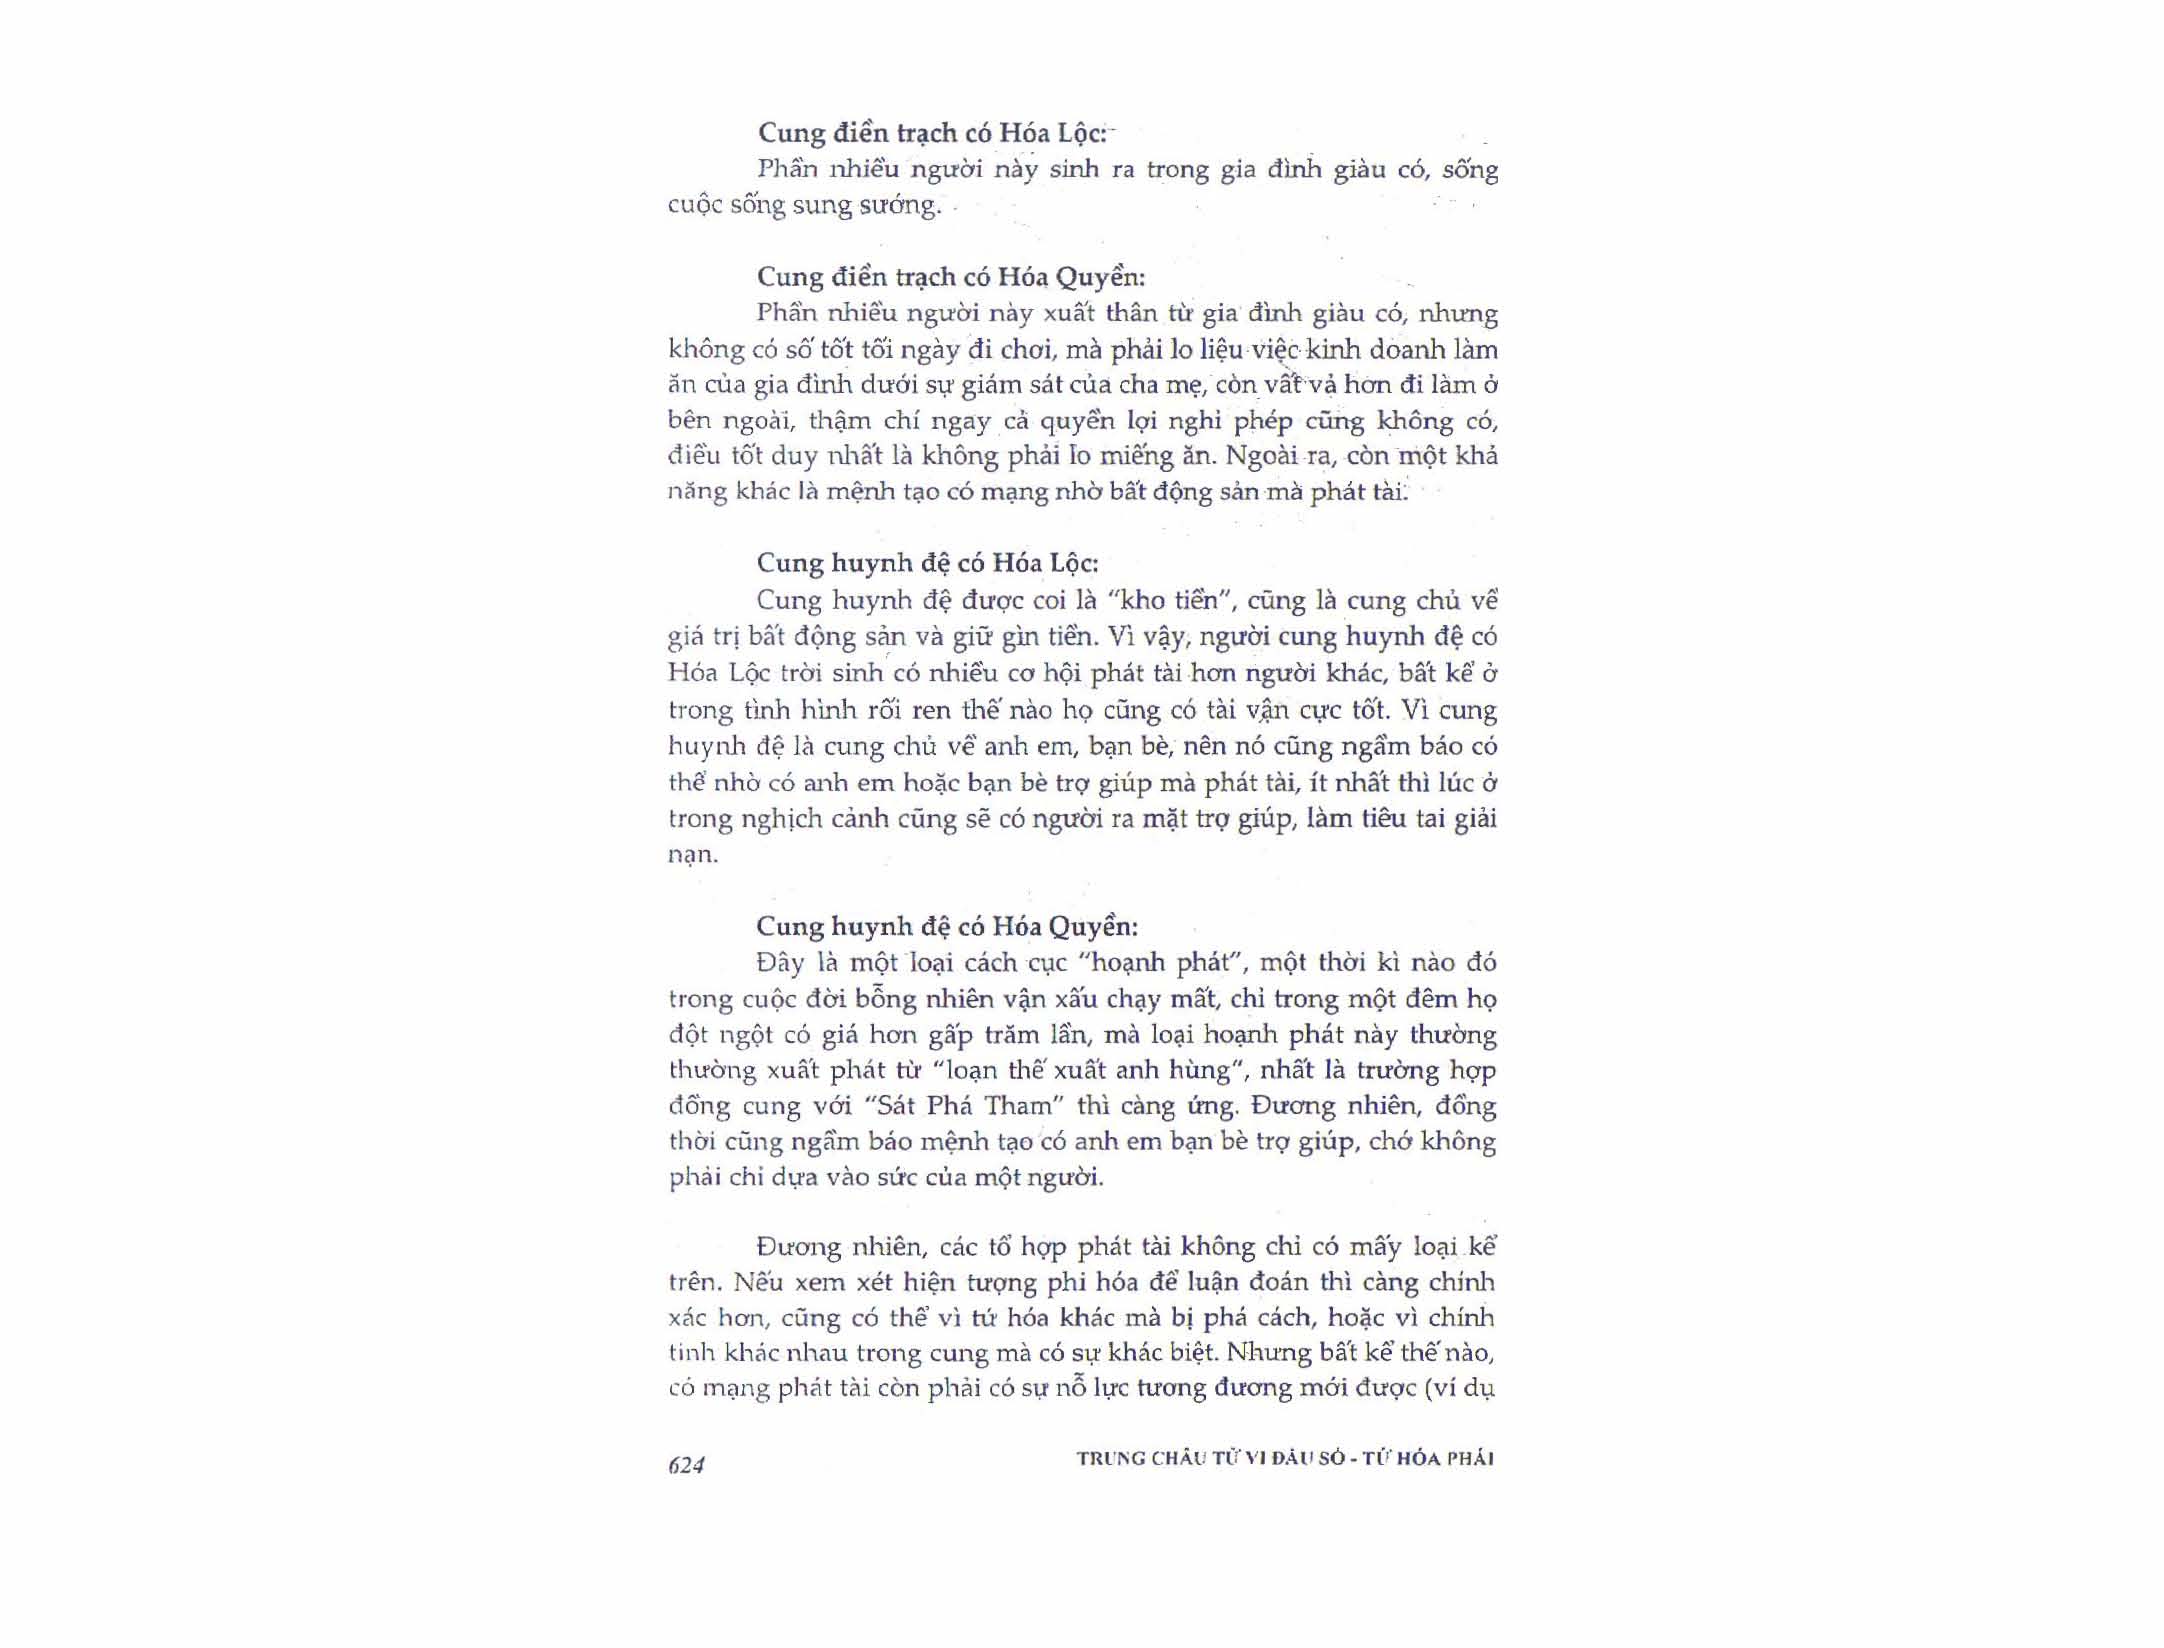 Cung điền trạch có Hóa Lộc:
Phần nhiều người này sinh ra trong gia đình giàu có, sống
cuộc sống sung sướng.
Cung điền trạch có Hóa Quyền:
Phần nhiều người này xuất thân từ gia đình giàu có, nhưng
không có số tốt tối ngày đi chơi, mà phải lo liệu việc kinh doanh làm
ăn của gia đình dưới sự giám sát của cha mẹ, còn vất vả hơn đi làm ở
bên ngoài, thậm chí ngay cả quyền lợi nghỉ phép cũng không có,
điều tốt duy nhất là không phải lo miếng ăn. Ngoài ra, còn một khả
năng khác là mệnh tạo có mạng nhờ bất động sản mà phát tài.
Cung huynh đệ có Hóa Lộc:
Cung huynh đệ được coi là "kho tiền", cũng là cung chủ về
giá trị bất động sản và giữ gìn tiền. Vì vậy, người cung huynh đệ có
Hóa Lộc trời sinh có nhiều cơ hội phát tài hơn người khác, bất kể ở
trong tình hình rối ren thế nào họ cũng có tài vận cực tốt. Vì cung
huynh đệ là cung chủ về anh em, bạn bè, nên nó cũng ngầm báo có
thể nhờ có anh em hoặc bạn bè trợ giúp mà phát tài, ít nhất thì lúc ở
trong nghịch cảnh cũng sẽ có người ra mặt trợ giúp, làm tiêu tai giải
nạn.
Cung huynh đệ có Hóa Quyền:
Đây là một loại cách cục "hoạnh phát", một thời kì nào đó
trong cuộc đời bỗng nhiên vận xấu chạy mất, chỉ trong một đêm họ
đột ngột có giá hơn gấp trăm lần, mà loại hoạnh phát này thường
thường xuất phát từ "loạn thế xuất anh hùng", nhất là trường hợp
đồng cung với "Sát Phá Tham" thì càng ứng. Đương nhiên, đồng
thời cũng ngầm báo mệnh tạo có anh em bạn bè trợ giúp, chớ không
phải chỉ dựa vào sức của một người.
Đương nhiên, các tổ hợp phát tài không chỉ có mấy loại kể
trên. Nếu xem xét hiện tượng phi hóa để luận đoán thì càng chính
xác hơn, cũng có thể vì tứ hóa khác mà bị phá cách, hoặc vì chính
tinh khác nhau trong cung mà có sự khác biệt. Nhưng bất kể thế nào,
có mạng phát tài còn phải có sự nỗ lực tương đương mới được (ví dụ
624
TRUNG CHÂU TỬ VI ĐẨU SỐ - TỨ HÓA PHÁI